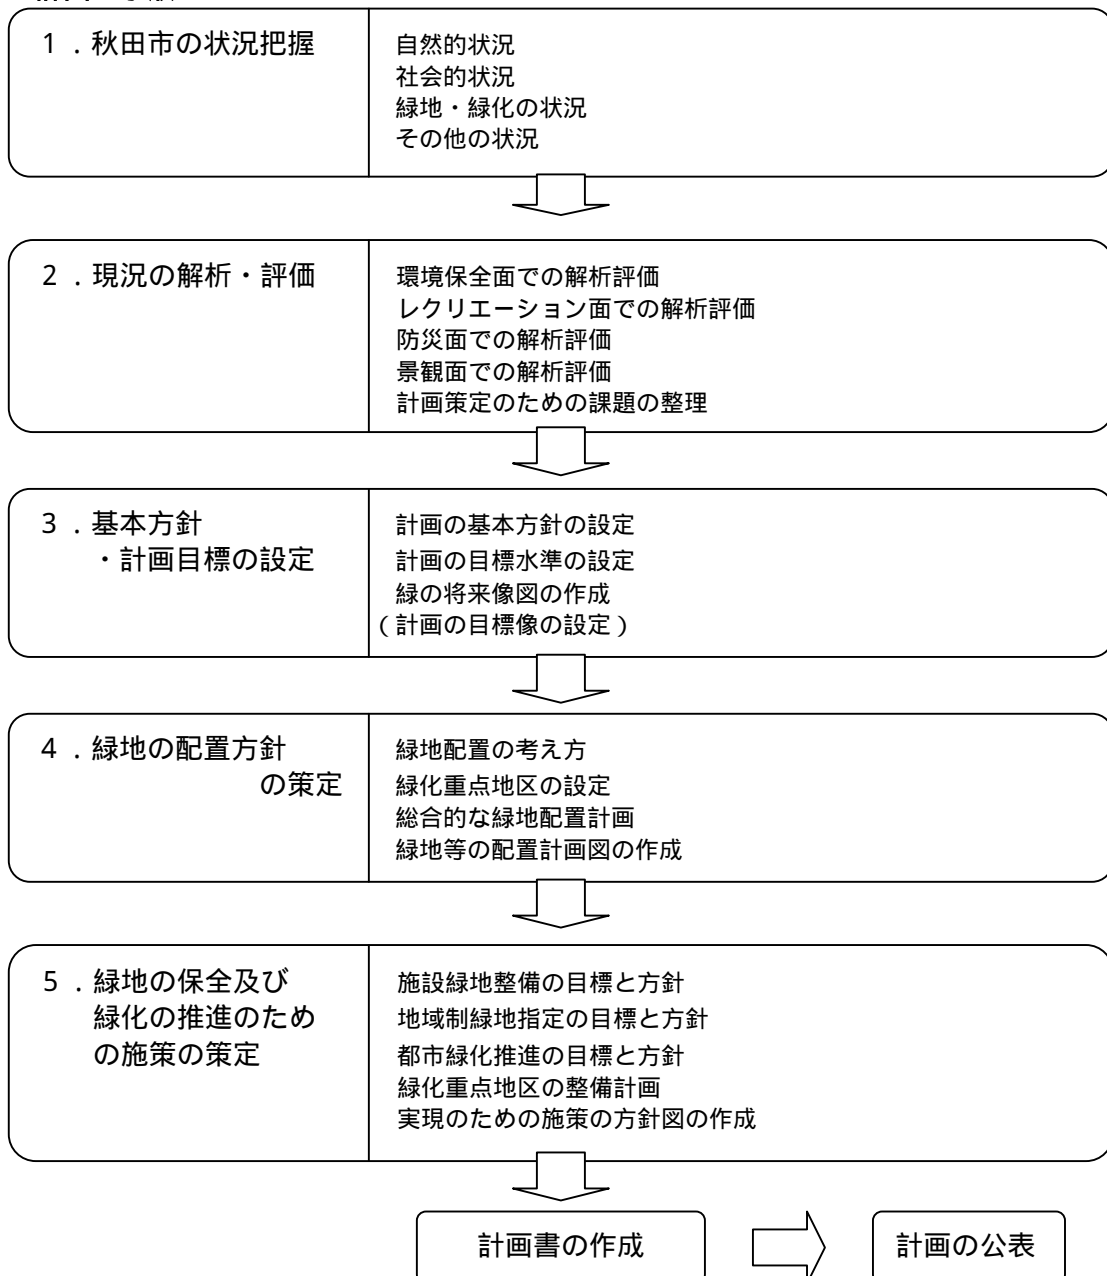 １．秋田市の状況把握
自然的状況
社会的状況
緑地・緑化の状況
その他の状況
２．現況の解析・評価
環境保全面での解析評価
レクリエーション面での解析評価
防災面での解析評価
景観面での解析評価
計画策定のための課題の整理
３．基本方針
・計画目標の設定
計画の基本方針の設定
計画の目標水準の設定
緑の将来像図の作成
(計画の目標像の設定)
４．緑地の配置方針
の策定
緑地配置の考え方
緑化重点地区の設定
総合的な緑地配置計画
緑地等の配置計画図の作成
５．緑地の保全及び
緑化の推進のため
の施策の策定
施設緑地整備の目標と方針
地域制緑地指定の目標と方針
都市緑化推進の目標と方針
緑化重点地区の整備計画
実現のための施策の方針図の作成
計画書の作成
計画の公表